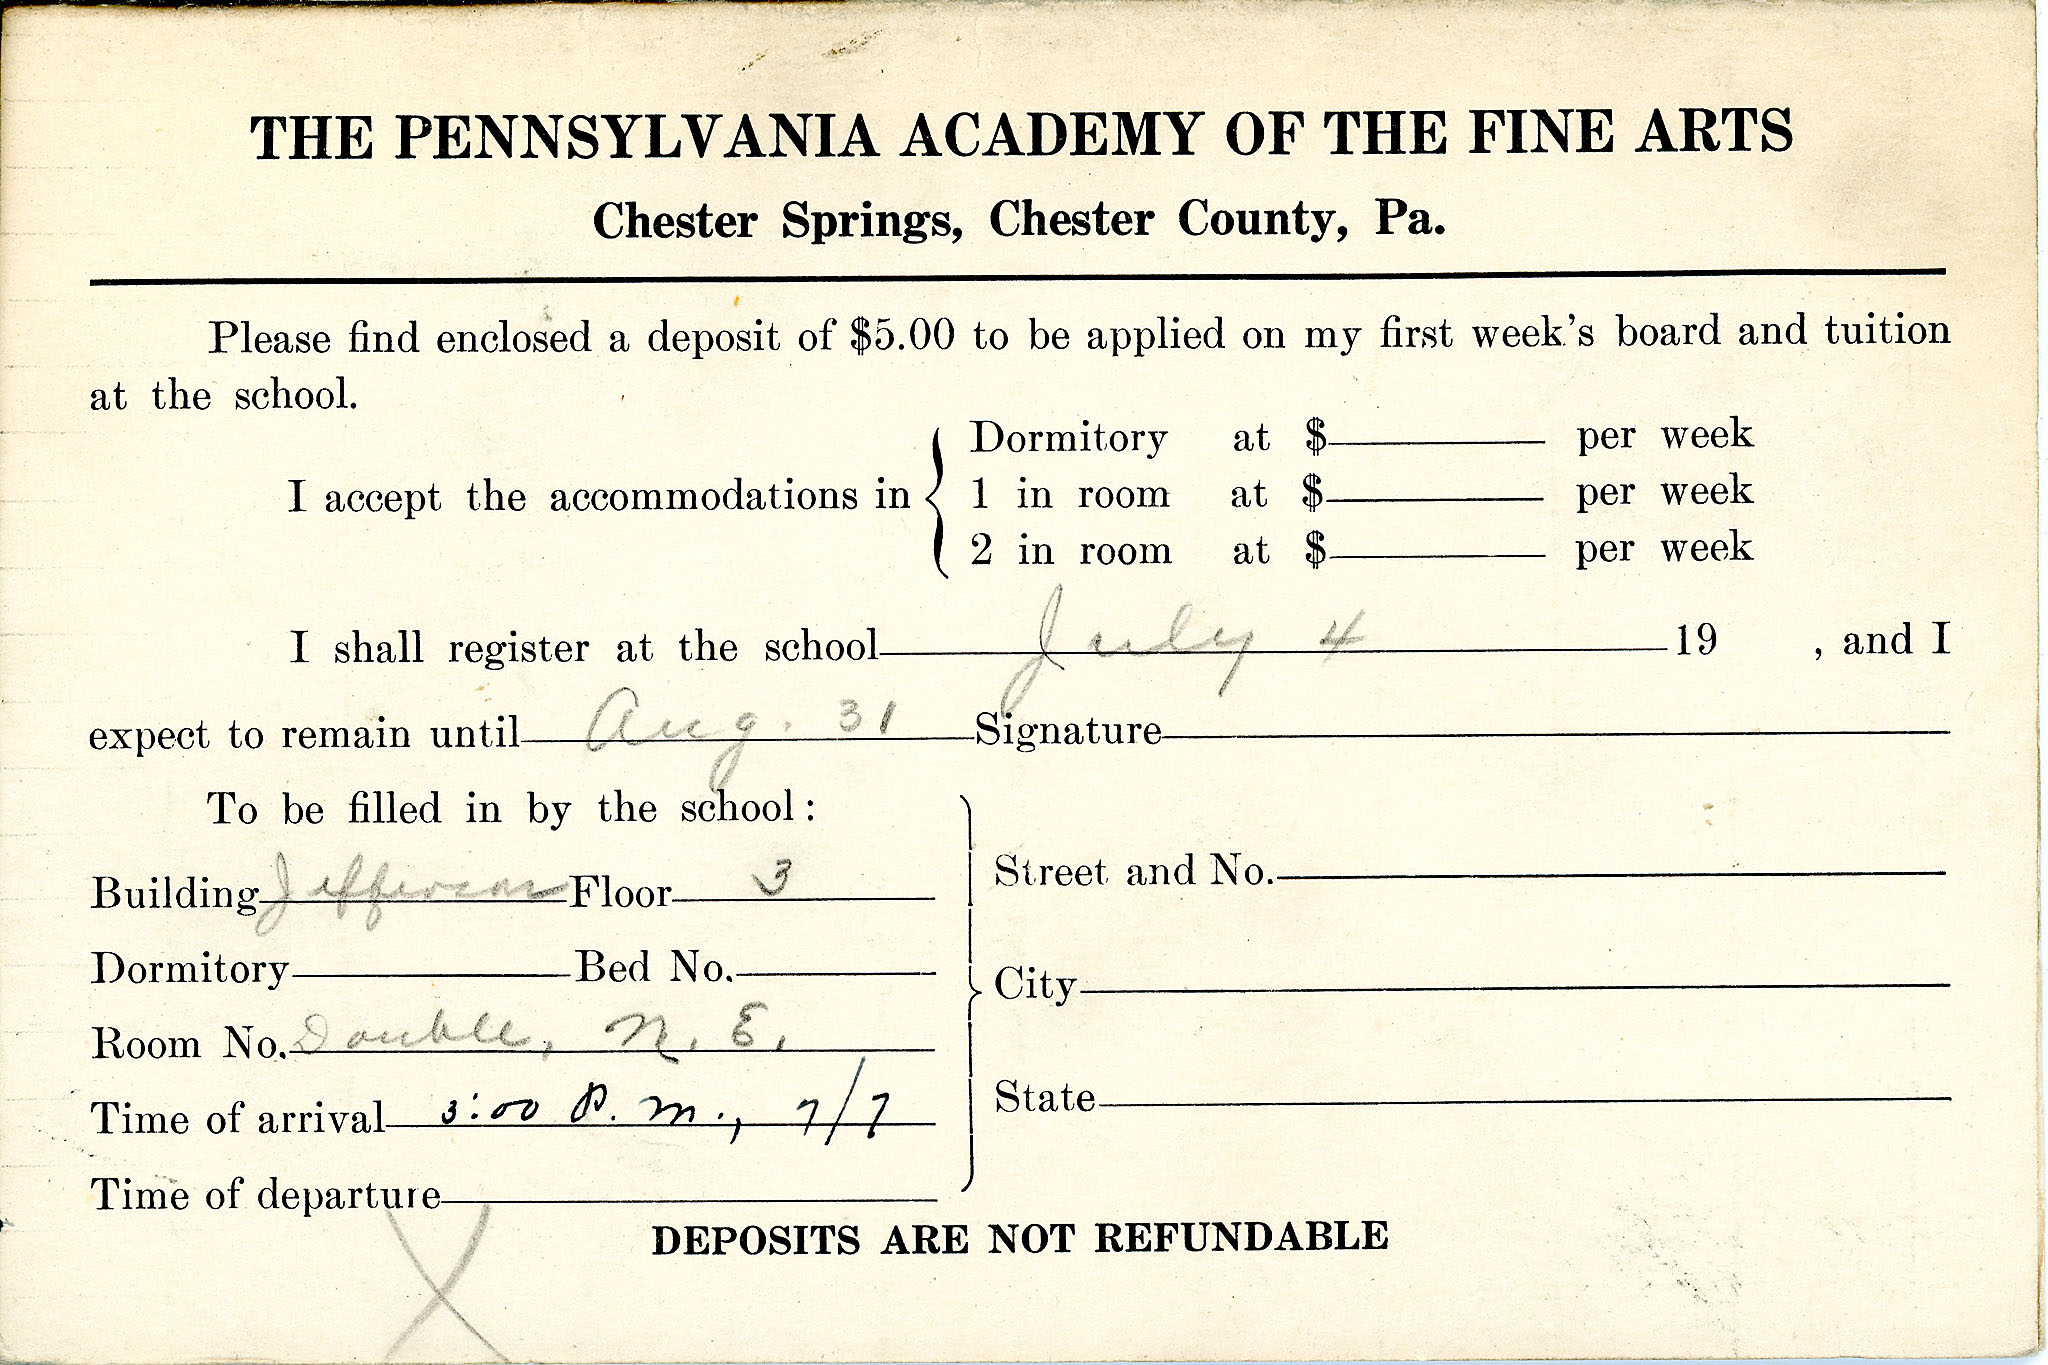 THE PENNSYLVANIA ACADEMY OF THE FINE ARTS
Chester Springs, Chester County, Pa.
Please find enclosed a deposit of $5.00 to be applied on my first week's board and tuition
at the school.
I accept the accommodations in
Dormitory at $ per week
1 in room at $ per week
2 in room at $ per week
I shall register at the school July 4 19 , and I
expect to remain until Aug. 31 Signature
To be filled in by the school:
Building Jefferson Floor 3
Dormitory Bed No.
Room No. Double, N. E.
Time of arrival 3:00 P. M., 7/7
Time of departure
Street and No.
City
State
DEPOSITS ARE NOT REFUNDABLE